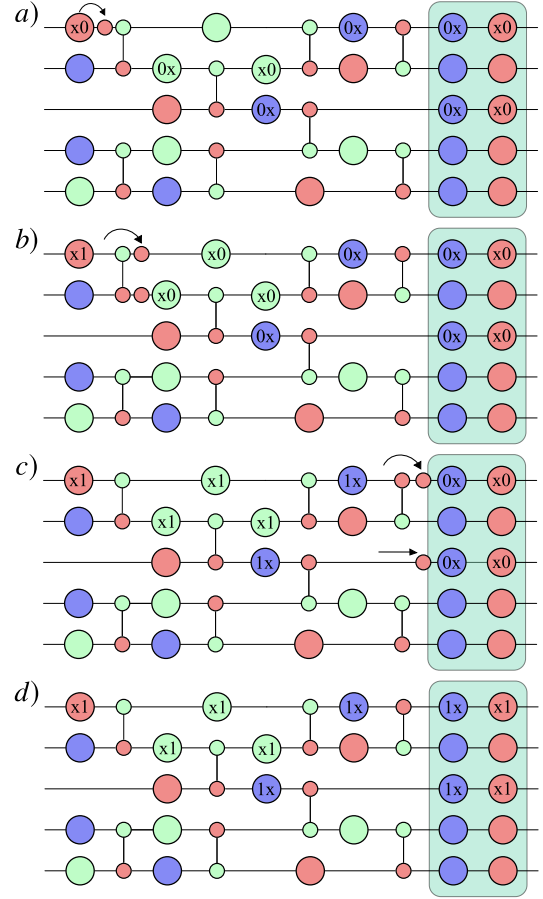 a)
x0 0x 0x x0
0x x0
0x 0x x0
b)
x1 x0 0x 0x x0
x0 x0
0x 0x x0
c)
x1 x1 1x 0x x0
x1 x1
1x 0x x0
d)
x1 x1 1x 1x x1
x1 x1
1x 1x x1